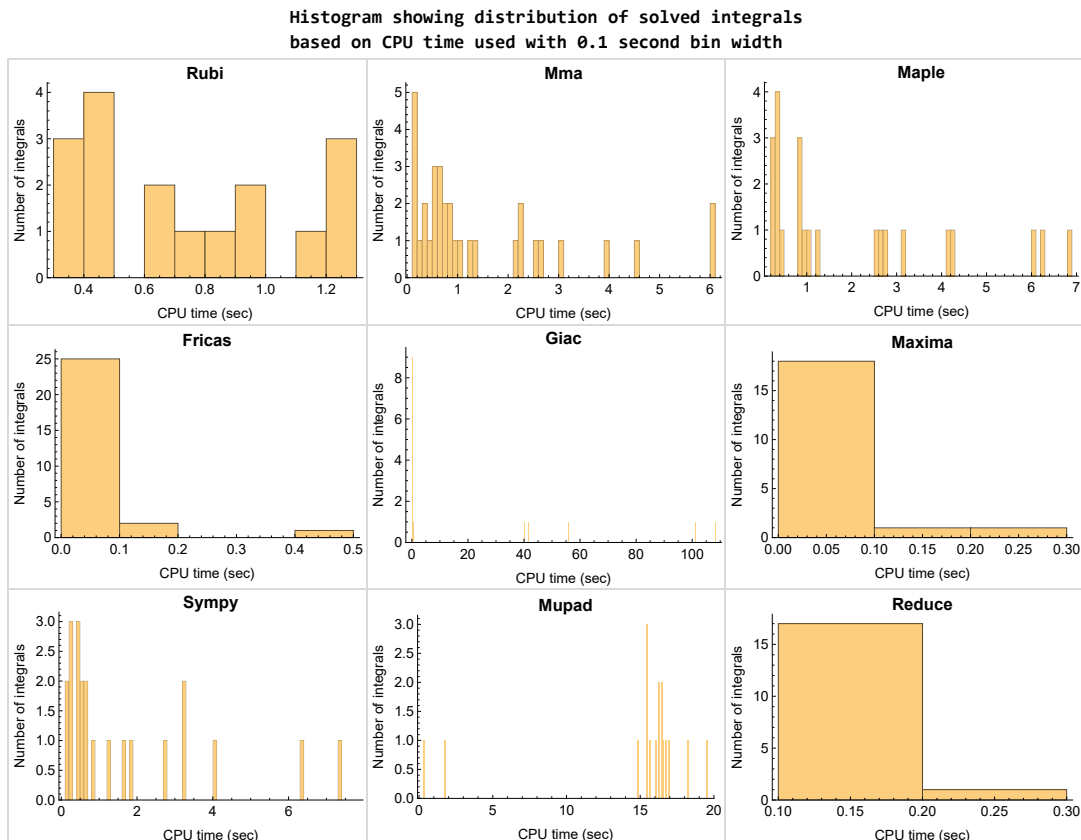 Histogram showing distribution of solved integrals
based on CPU time used with 0.1 second bin width
Rubi
Number of integrals
4
3
2
1
0
0.4 0.6 0.8 1.0 1.2
CPU time (sec)
Mma
Number of integrals
5
4
3
2
1
0
0 1 2 3 4 5 6
CPU time (sec)
Maple
Number of integrals
4
3
2
1
0
1 2 3 4 5 6 7
CPU time (sec)
Fricas
Number of integrals
25
20
15
10
5
0
0.0 0.1 0.2 0.3 0.4 0.5
CPU time (sec)
Giac
Number of integrals
8
6
4
2
0
0 20 40 60 80 100
CPU time (sec)
Maxima
Number of integrals
15
10
5
0
0.00 0.05 0.10 0.15 0.20 0.25 0.30
CPU time (sec)
Sympy
Number of integrals
3.0
2.5
2.0
1.5
1.0
0.5
0.0
0 2 4 6
CPU time (sec)
Mupad
Number of integrals
3.0
2.5
2.0
1.5
1.0
0.5
0.0
0 5 10 15 20
CPU time (sec)
Reduce
Number of integrals
15
10
5
0
0.10 0.15 0.20 0.25 0.30
CPU time (sec)